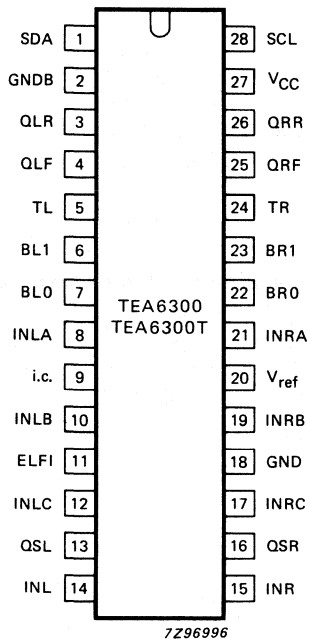 SDA 1 28 SCL
GNDB 2 27 VCC
QLR 3 26 QRR
QLF 4 25 QRF
TL 5 24 TR
BL1 6 23 BR1
BL0 7 22 BR0
TEA6300
TEA6300T
INLA 8 21 INRA
i.c. 9 20 Vref
INLB 10 19 INRB
ELFI 11 18 GND
INLC 12 17 INRC
QSL 13 16 QSR
INL 14 15 INR
7Z96996